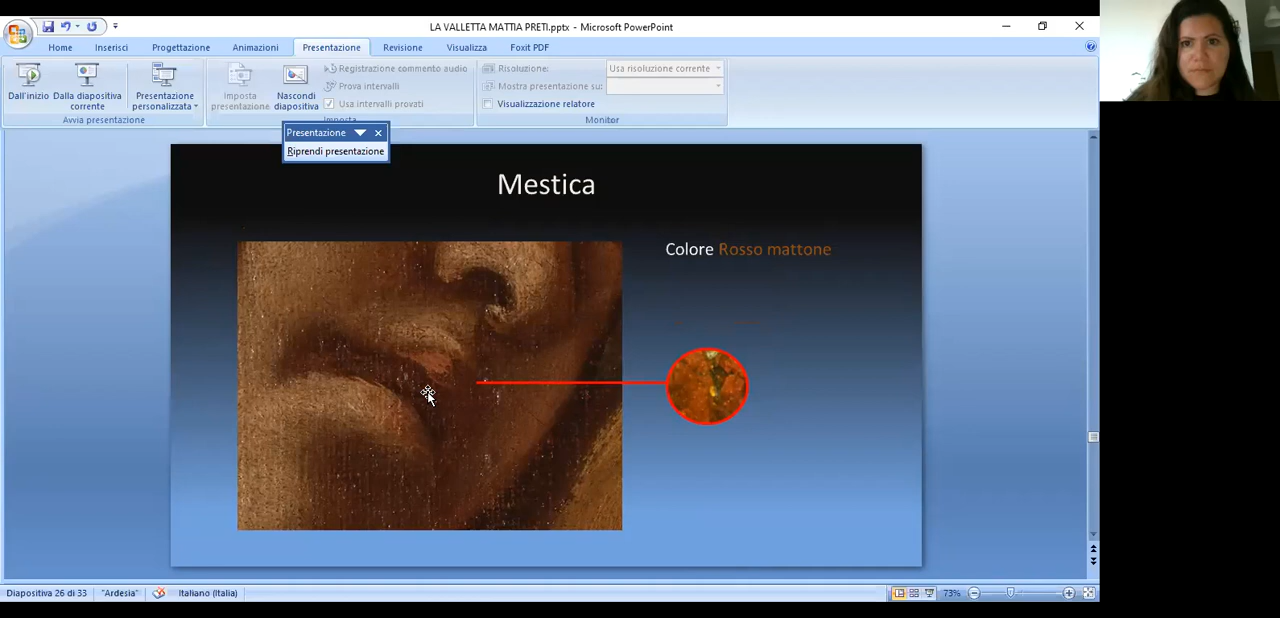 LA VALLETTA MATTIA PRETI.pptx - Microsoft PowerPoint
Home Inserisci Progettazione Animazioni Presentazione Revisione Visualizza Foxit PDF
Dall'inizio
Dalla diapositiva corrente
Presentazione personalizzata
Avvia presentazione
Imposta presentazione
Nascondi diapositiva
Registrazione commento audio
Prova intervalli
Usa intervalli provati
Imposta
Risoluzione: Usa risoluzione corrente
Mostra presentazione su:
Visualizzazione relatore
Monitor
Presentazione
Riprendi presentazione
Mestica
Colore Rosso mattone
Diapositiva 26 di 33 "Ardesia" Italiano (Italia) 73%